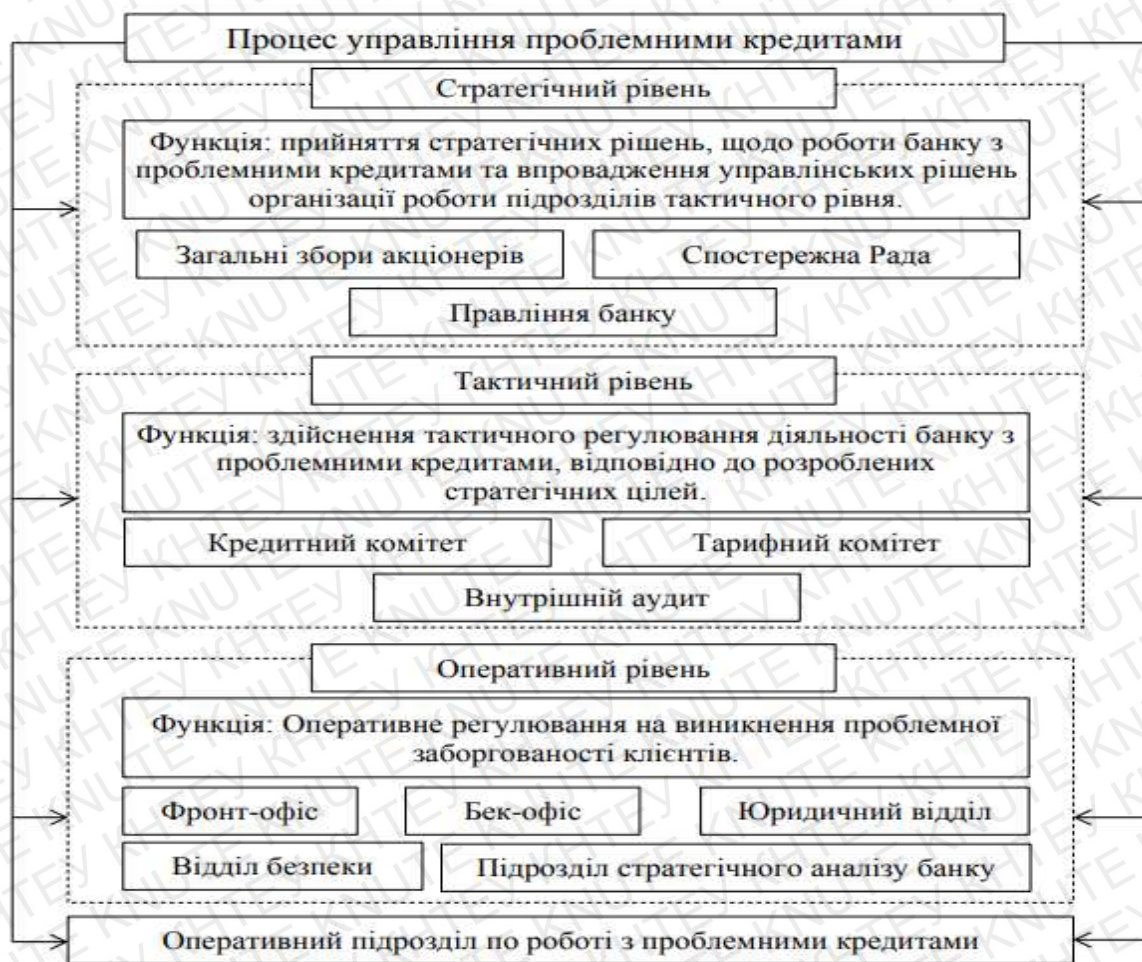 Процес управління проблемними кредитами
Стратегічний рівень
Функція: прийняття стратегічних рішень, щодо роботи банку з
проблемними кредитами та впровадження управлінських рішень
організації роботи підрозділів тактичного рівня.
Загальні збори акціонерів
Спостережна Рада
Правління банку
Тактичний рівень
Функція: здійснення тактичного регулювання діяльності банку з
проблемними кредитами, відповідно до розроблених
стратегічних цілей.
Кредитний комітет
Тарифний комітет
Внутрішній аудит
Оперативний рівень
Функція: Оперативне регулювання на виникнення проблемної
заборгованості клієнтів.
Фронт-офіс
Бек-офіс
Юридичний відділ
Відділ безпеки
Підрозділ стратегічного аналізу банку
Оперативний підрозділ по роботі з проблемними кредитами